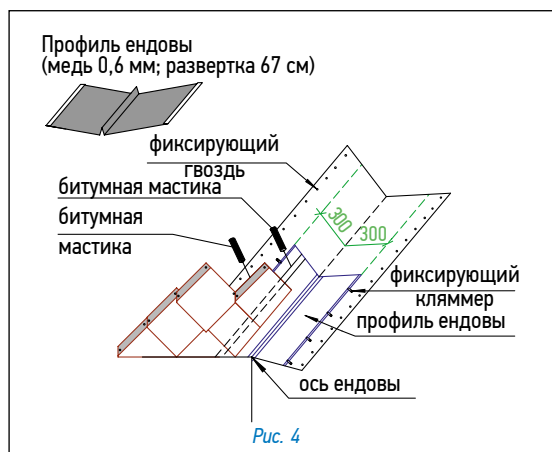 Профиль ендовы
(медь 0,6 мм; развертка 67 см)
фиксирующий
гвоздь
битумная мастика
битумная
мастика
300
300
фиксирующий
кляммер
профиль ендовы
ось ендовы
Рис. 4